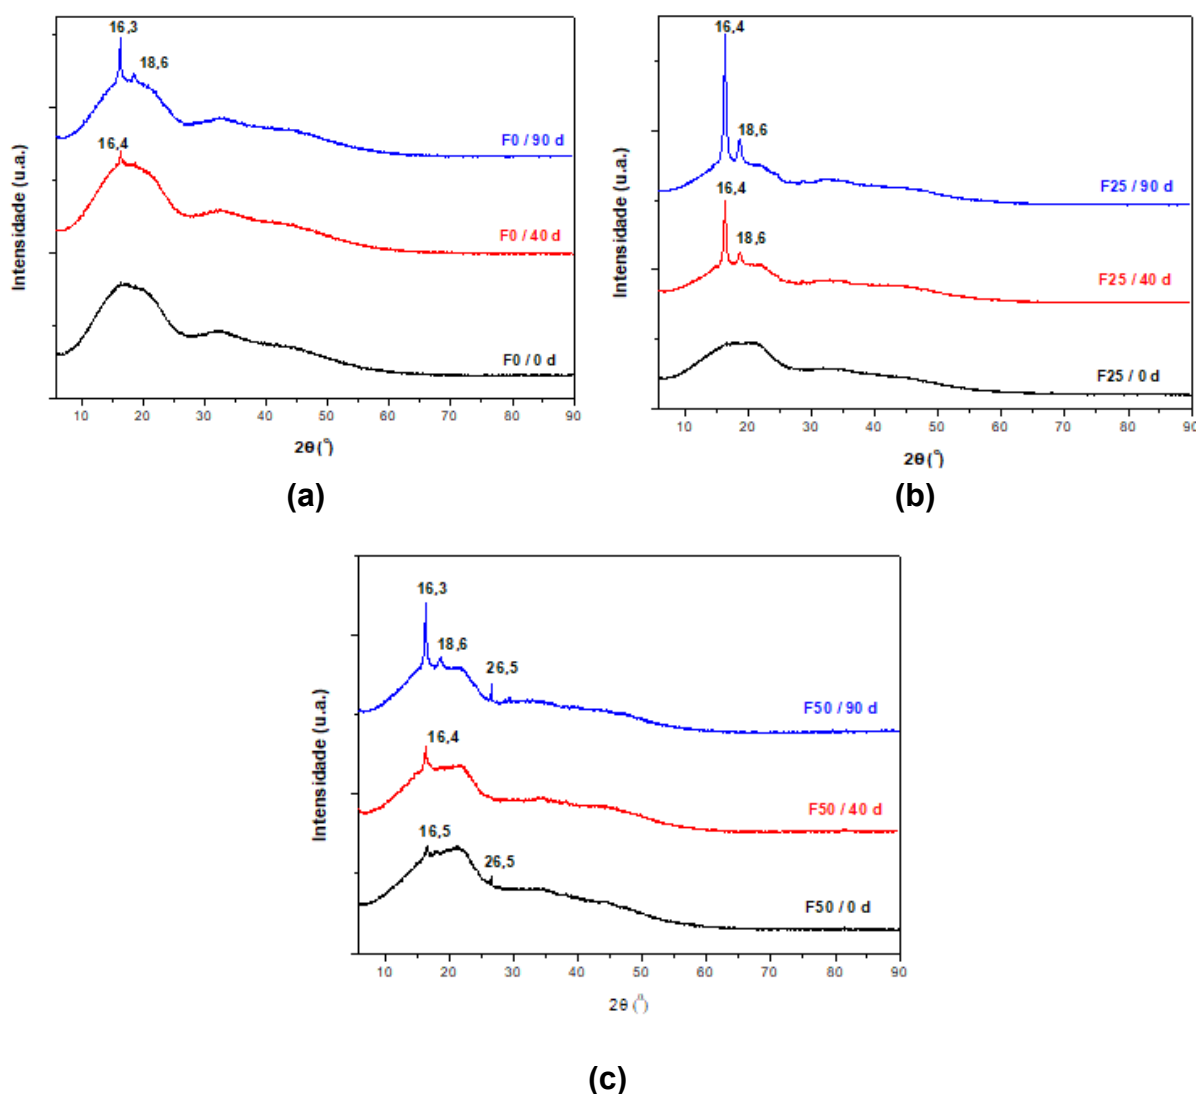 16,3
18,6
F0 / 90 d
16,4
F0 / 40 d
F0 / 0 d
Intensidade (u.a.)
10 20 30 40 50 60 70 80 90
2θ (°)
(a)
16,4
18,6
F25 / 90 d
16,4
18,6
F25 / 40 d
F25 / 0 d
Intensidade (u.a.)
10 20 30 40 50 60 70 80 90
2θ (°)
(b)
16,3
18,6
26,5
F50 / 90 d
16,4
F50 / 40 d
16,5
26,5
F50 / 0 d
Intensidade (u.a.)
10 20 30 40 50 60 70 80 90
2θ (°)
(c)